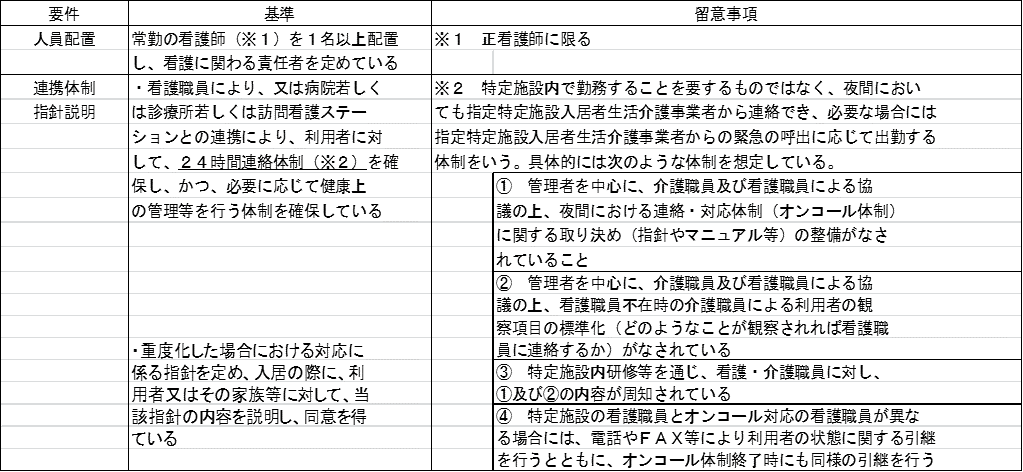 要件 基準 留意事項
人員配置 常勤の看護師（※１）を１名以上配置 ※１　正看護師に限る
し、看護に関わる責任者を定めている
連携体制 ・看護職員により、又は病院若しく ※２　特定施設内で勤務することを要するものではなく、夜間におい
指針説明 は診療所若しくは訪問看護ステー ても指定特定施設入居者生活介護事業者から連絡でき、必要な場合には
ションとの連携により、利用者に対 指定特定施設入居者生活介護事業者からの緊急の呼出に応じて出勤する
して、２４時間連絡体制（※２）を確 体制をいう。具体的には次のような体制を想定している。
保し、かつ、必要に応じて健康上 ①　管理者を中心に、介護職員及び看護職員による協
の管理等を行う体制を確保している 議の上、夜間における連絡・対応体制（オンコール体制）
に関する取り決め（指針やマニュアル等）の整備がなさ
れていること
②　管理者を中心に、介護職員及び看護職員による協
議の上、看護職員不在時の介護職員による利用者の観
察項目の標準化（どのようなことが観察されれば看護職
・重度化した場合における対応に 員に連絡するか）がなされている
係る指針を定め、入居の際に、利 ③　特定施設内研修等を通じ、看護・介護職員に対し、
用者又はその家族等に対して、当 ①及び②の内容が周知されている
該指針の内容を説明し、同意を得 ④　特定施設の看護職員とオンコール対応の看護職員が異な
ている る場合には、電話やＦＡＸ等により利用者の状態に関する引継
を行うとともに、オンコール体制終了時にも同様の引継を行う